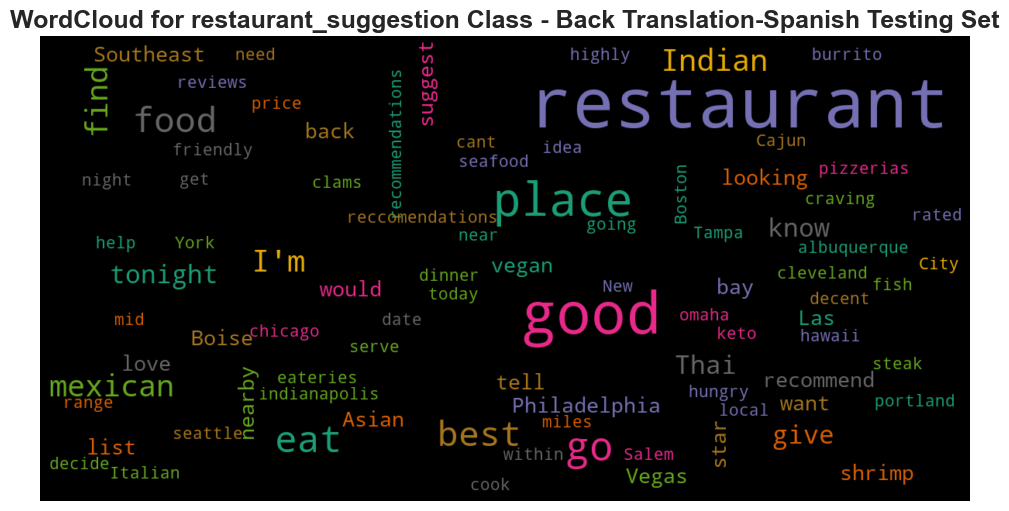 WordCloud for restaurant_suggestion Class - Back Translation-Spanish Testing Set
Southeast need suggest highly Indian burrito
find reviews price restaurant
food back recommendations
friendly cant idea Cajun
seafood pizzerias
night get clams Boston looking
place craving
reccomendations going know rated
help York near Tampa albuquerque
I'm vegan City
tonight dinner cleveland
would today New bay fish
decent
mid good omaha Las
chicago date keto hawaii
Boise serve
love Thai steak
mexican nearby eateries tell recommend
indianapolis hungry
range Philadelphia local want portland
Asian miles
seattle best star give
list eat go
within Salem
decide Italian Vegas shrimp
cook